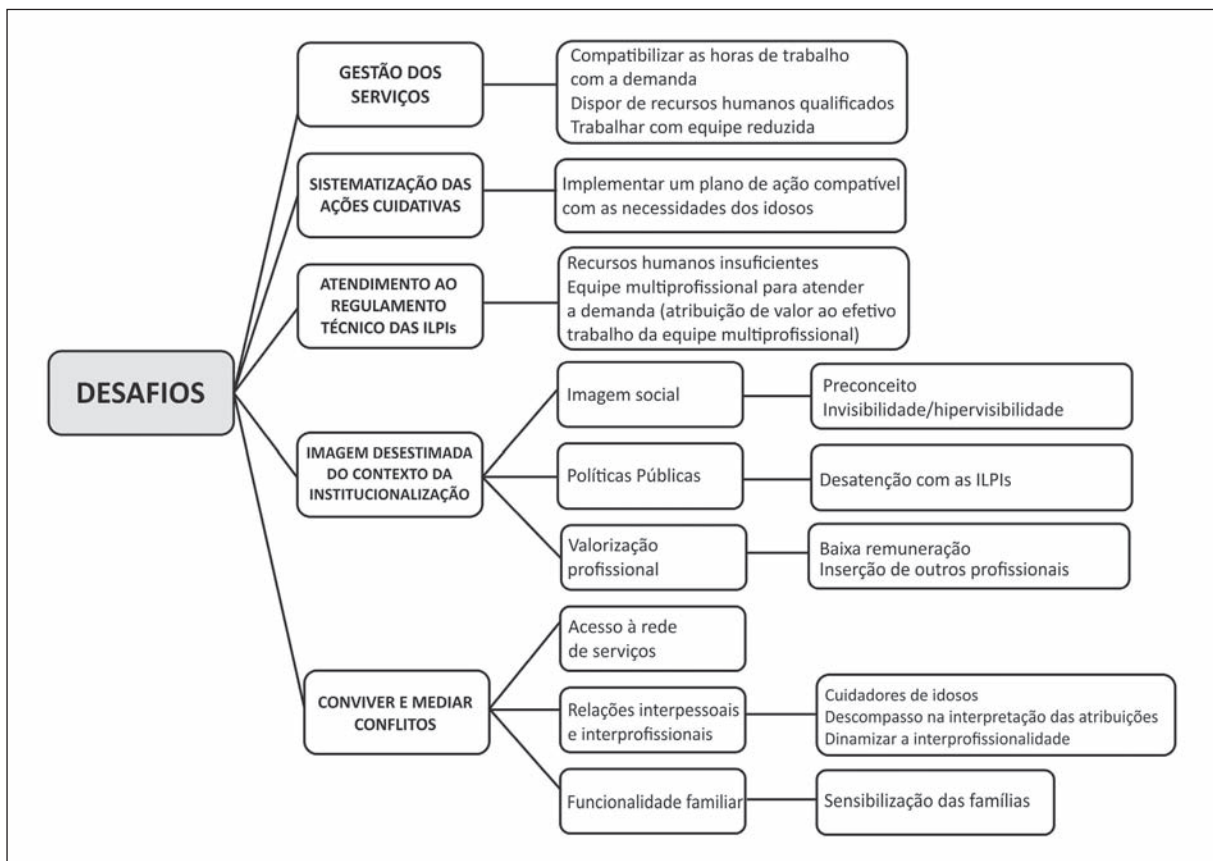 DESAFIOS
GESTÃO DOS
SERVIÇOS
Compatibilizar as horas de trabalho
com a demanda
Dispor de recursos humanos qualificados
Trabalhar com equipe reduzida
SISTEMATIZAÇÃO DAS
AÇÕES CUIDATIVAS
Implementar um plano de ação compatível
com as necessidades dos idosos
ATENDIMENTO AO
REGULAMENTO
TÉCNICO DAS ILPIs
Recursos humanos insuficientes
Equipe multiprofissional para atender
a demanda (atribuição de valor ao efetivo
trabalho da equipe multiprofissional)
IMAGEM DESESTIMADA
DO CONTEXTO DA
INSTITUCIONALIZAÇÃO
Imagem social
Preconceito
Invisibilidade/hipervisibilidade
Políticas Públicas
Desatenção com as ILPIs
Valorização
profissional
Baixa remuneração
Inserção de outros profissionais
CONVIVER E MEDIAR
CONFLITOS
Acesso à rede
de serviços
Relações interpessoais
e interprofissionais
Cuidadores de idosos
Descompasso na interpretação das atribuições
Dinamizar a interprofissionalidade
Funcionalidade familiar
Sensibilização das famílias